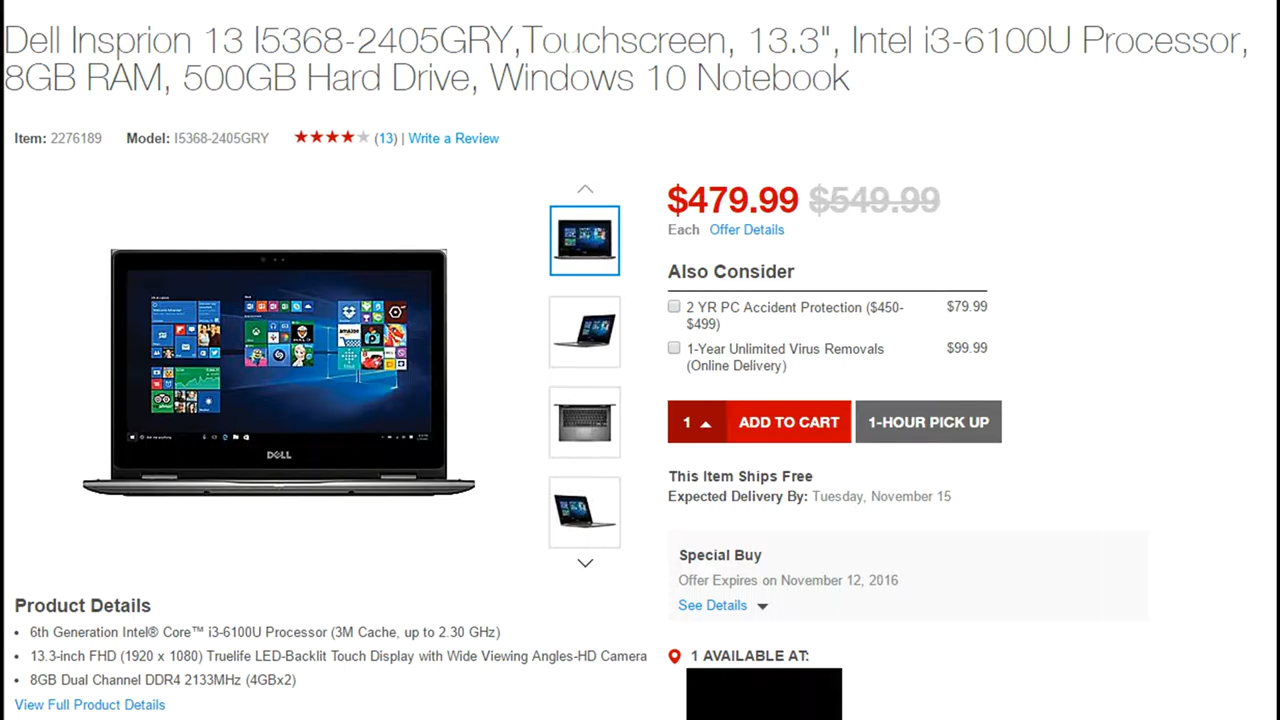 Dell Insprion 13 I5368-2405GRY,Touchscreen, 13.3", Intel i3-6100U Processor,
8GB RAM, 500GB Hard Drive, Windows 10 Notebook
Item: 2276189 Model: I5368-2405GRY (13) | Write a Review
$479.99 $549.99
Each Offer Details
Also Consider
2 YR PC Accident Protection ($450-
$499)
$79.99
1-Year Unlimited Virus Removals
(Online Delivery)
$99.99
1 ADD TO CART 1-HOUR PICK UP
This Item Ships Free
Expected Delivery By: Tuesday, November 15
Special Buy
Offer Expires on November 12, 2016
See Details
1 AVAILABLE AT:
amazon
DELL
Product Details
• 6th Generation Intel® Core™ i3-6100U Processor (3M Cache, up to 2.30 GHz)
• 13.3-inch FHD (1920 x 1080) Truelife LED-Backlit Touch Display with Wide Viewing Angles-HD Camera
• 8GB Dual Channel DDR4 2133MHz (4GBx2)
View Full Product Details